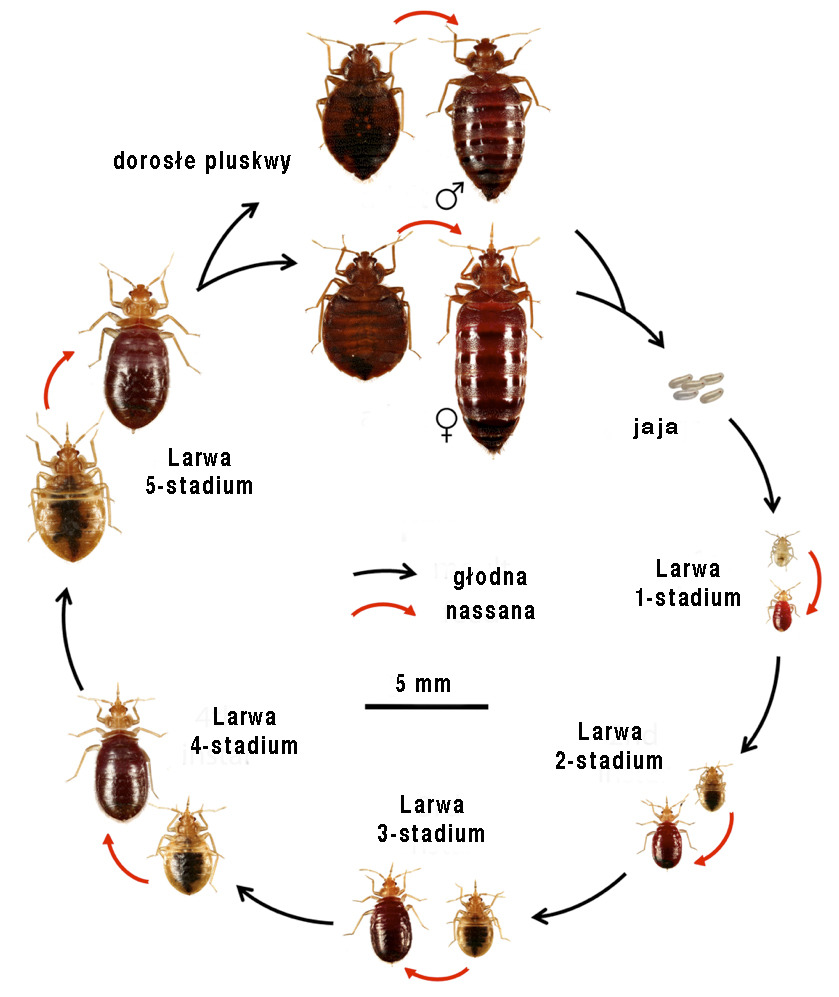 dorosłe pluskwy
♂
♀
jaja
Larwa
5-stadium
głodna
nassana
Larwa
1-stadium
5 mm
Larwa
4-stadium
Larwa
2-stadium
Larwa
3-stadium